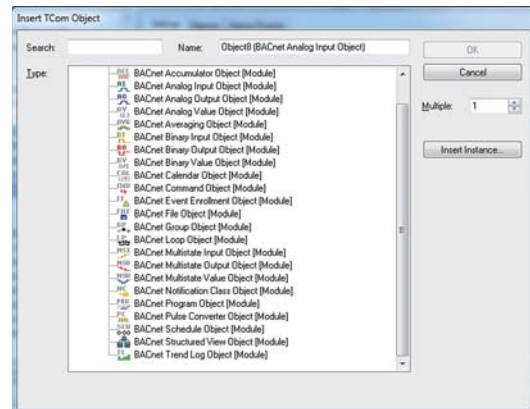 Insert TCom Object
Search:
Name: Object8 (BACnet Analog Input Object)
OK
Type:
Cancel
Multiple: 1
Insert Instance...
BACnet Accumulator Object [Module]
BACnet Analog Input Object [Module]
BACnet Analog Output Object [Module]
BACnet Analog Value Object [Module]
BACnet Averaging Object [Module]
BACnet Binary Input Object [Module]
BACnet Binary Output Object [Module]
BACnet Binary Value Object [Module]
BACnet Calendar Object [Module]
BACnet Command Object [Module]
BACnet Event Enrollment Object [Module]
BACnet File Object [Module]
BACnet Group Object [Module]
BACnet Loop Object [Module]
BACnet Multistate Input Object [Module]
BACnet Multistate Output Object [Module]
BACnet Multistate Value Object [Module]
BACnet Notification Class Object [Module]
BACnet Program Object [Module]
BACnet Pulse Converter Object [Module]
BACnet Schedule Object [Module]
BACnet Structured View Object [Module]
BACnet Trend Log Object [Module]